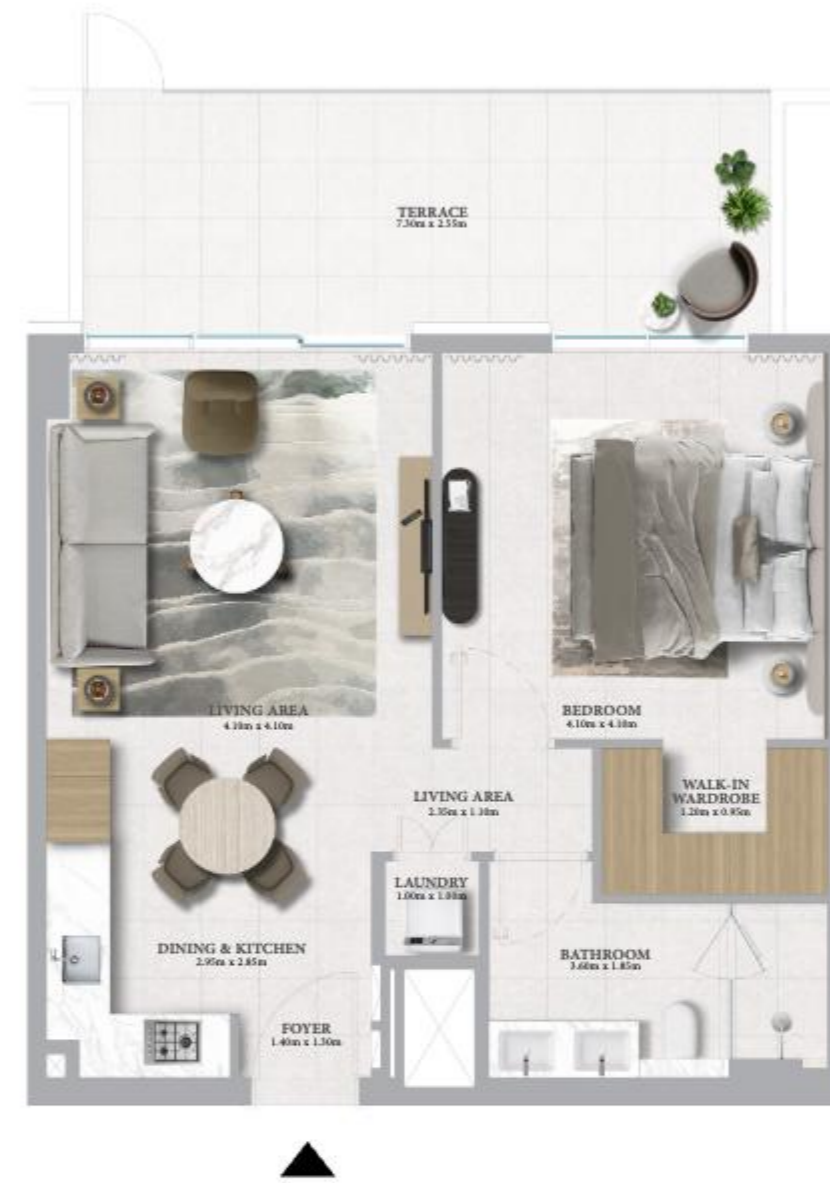 TERRACE
7.30m x 2.55m
LIVING AREA
4.10m x 4.10m
BEDROOM
4.10m x 4.10m
WALK-IN
WARDROBE
1.20m x 0.95m
LIVING AREA
2.35m x 1.10m
LAUNDRY
1.00m x 1.00m
DINING & KITCHEN
2.95m x 2.85m
BATHROOM
3.60m x 1.85m
FOYER
1.40m x 1.30m